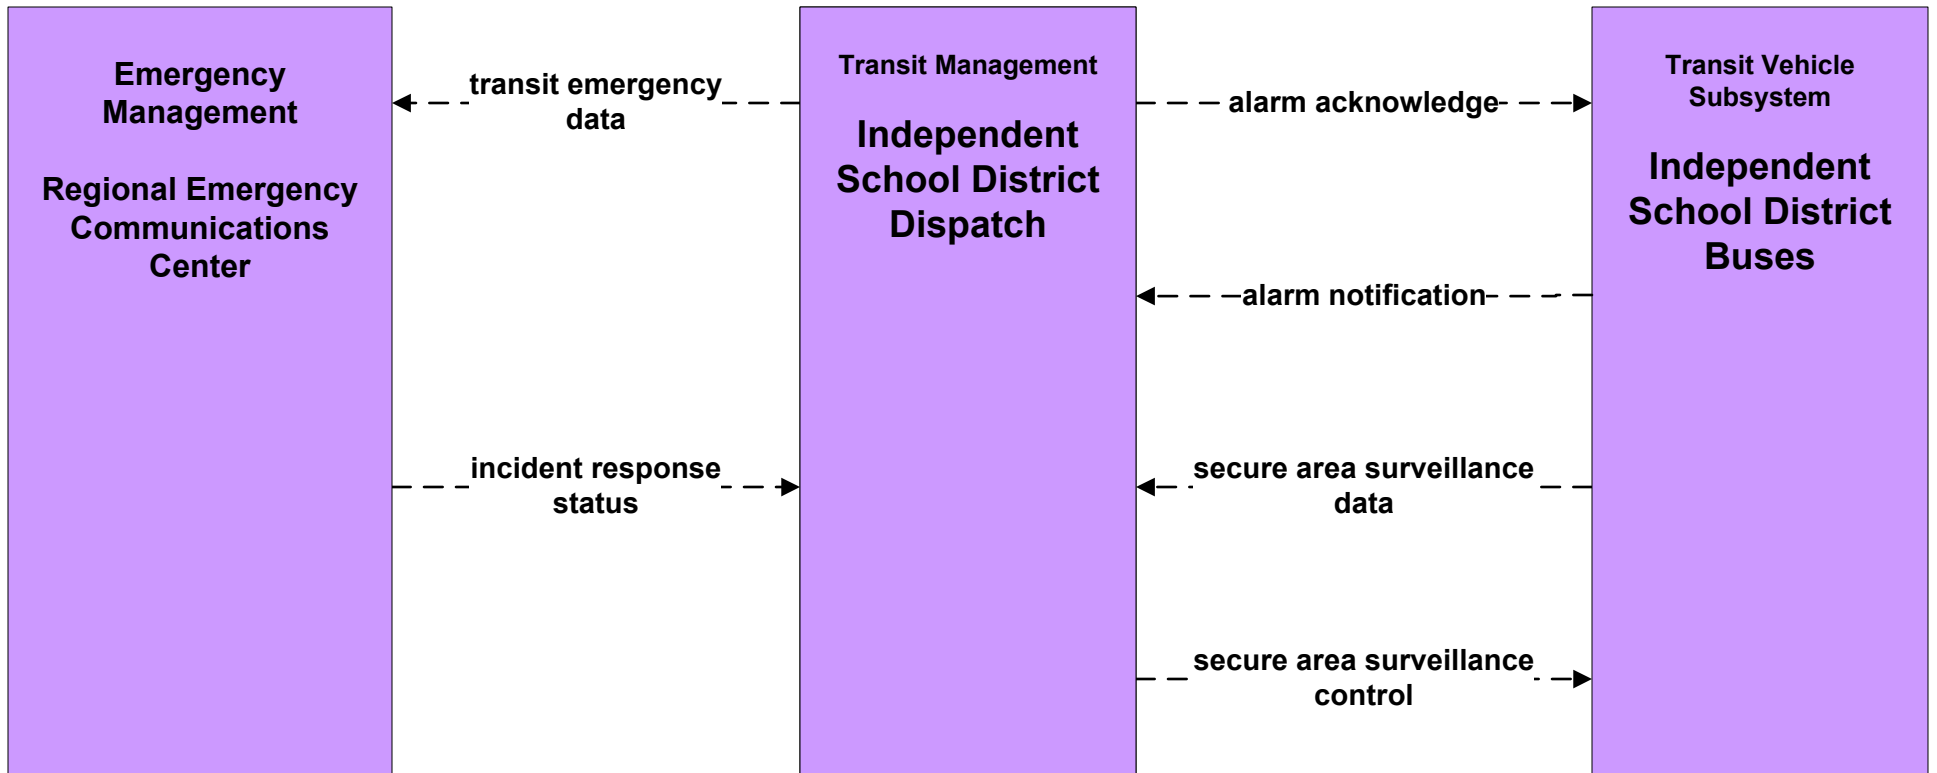 Emergency
Management
Regional Emergency
Communications
Center
transit emergency
data
incident response
status
Transit Management
Independent
School District
Dispatch
alarm acknowledge
alarm notification
secure area surveillance
data
secure area surveillance
control
Transit Vehicle
Subsystem
Independent
School District
Buses